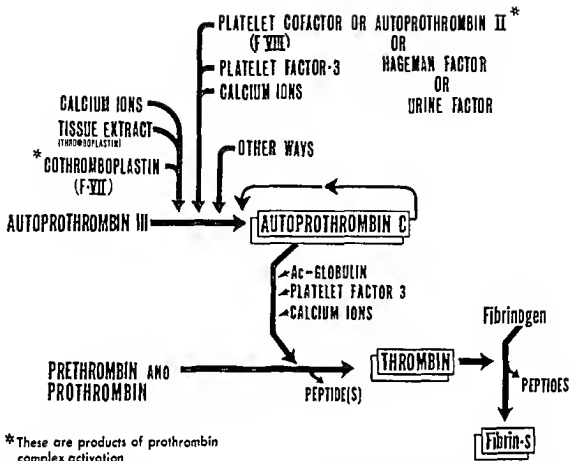 PLATELET COFACTOR OR AUTOPROTHROMBIN II*
(F VIII) OR
PLATELET FACTOR-3 HAGEMAN FACTOR
OR
CALCIUM IONS URINE FACTOR
CALCIUM IONS
TISSUE EXTRACT
(THROMBOPLASTIN)
* COTHROMBOPLASTIN
(F-VII)
OTHER WAYS
AUTOPROTHROMBIN III AUTOPROTHROMBIN C
Ac-GLOBULIN
PLATELET FACTOR 3
CALCIUM IONS
Fibrinogen
PRETHROMBIN AND
PROTHROMBIN
THROMBIN
PEPTIDE(S)
PEPTIDES
Fibrin-S
*These are products of prothrombin
complex activation